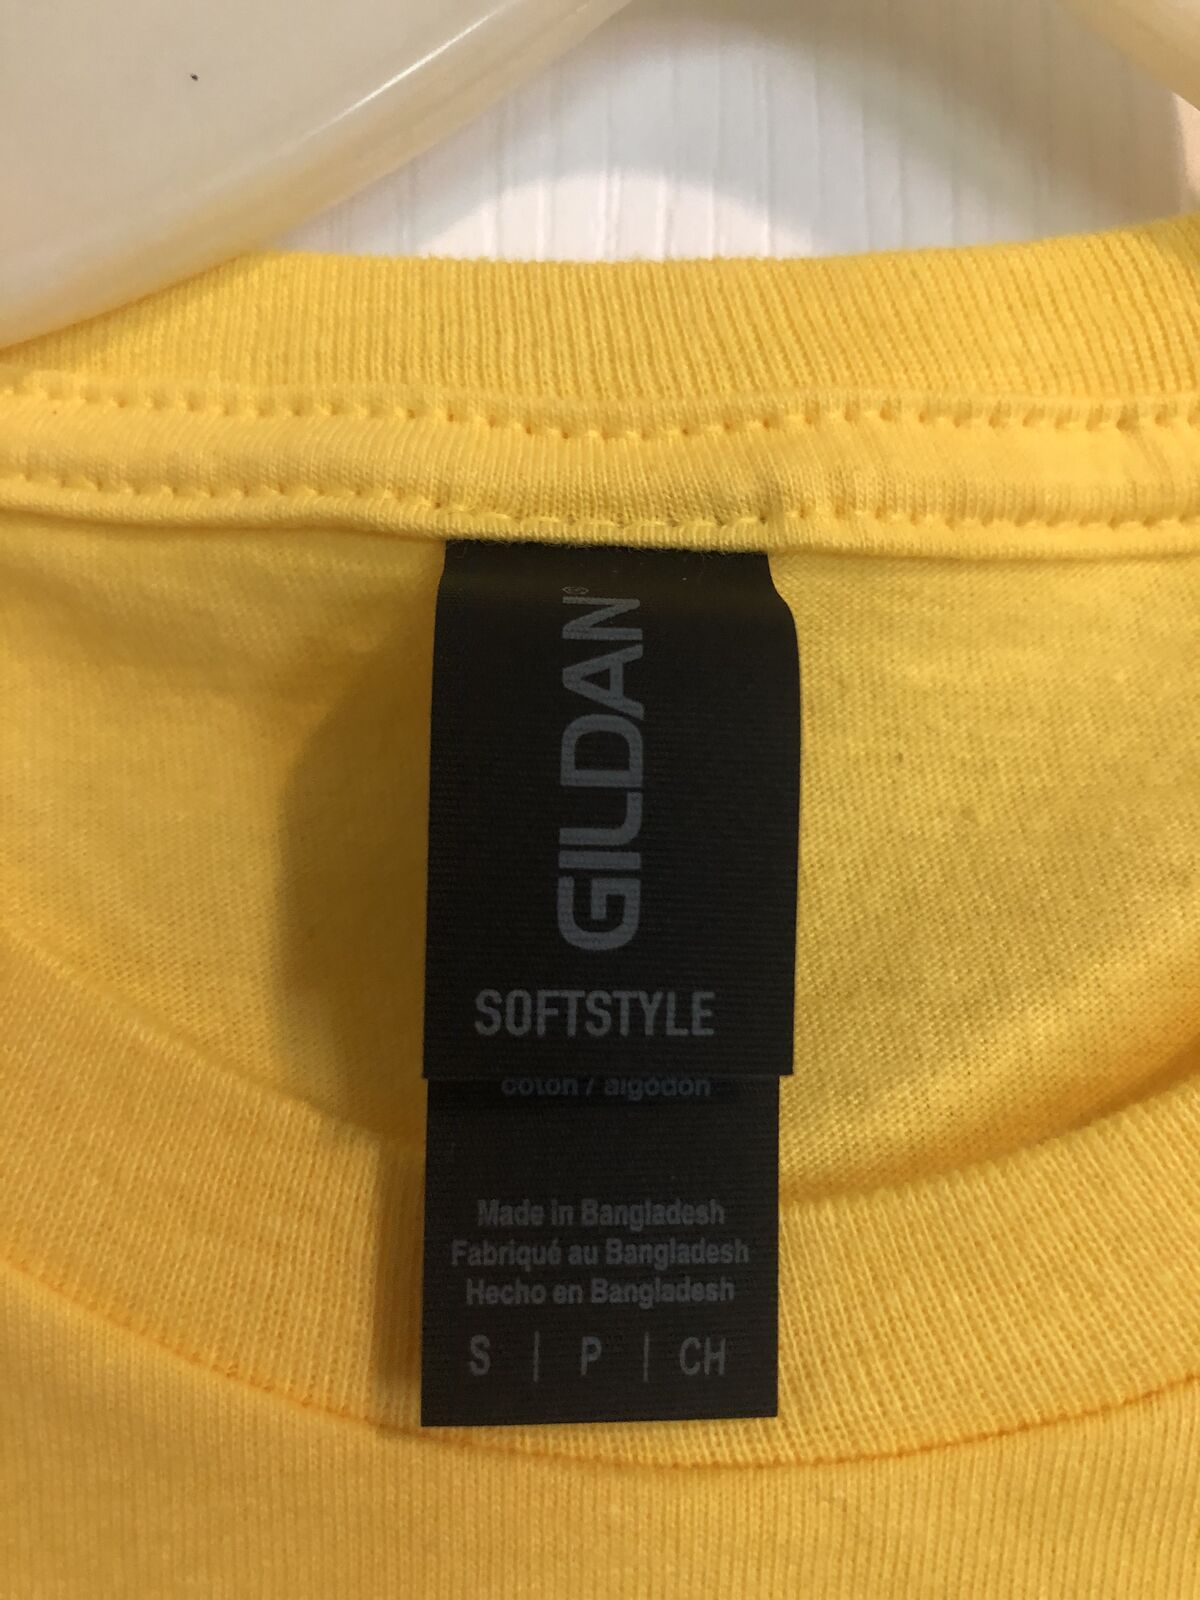 GILDAN®
SOFTSTYLE
coton / algodón
Made in Bangladesh
Fabriqué au Bangladesh
Hecho en Bangladesh
S | P | CH